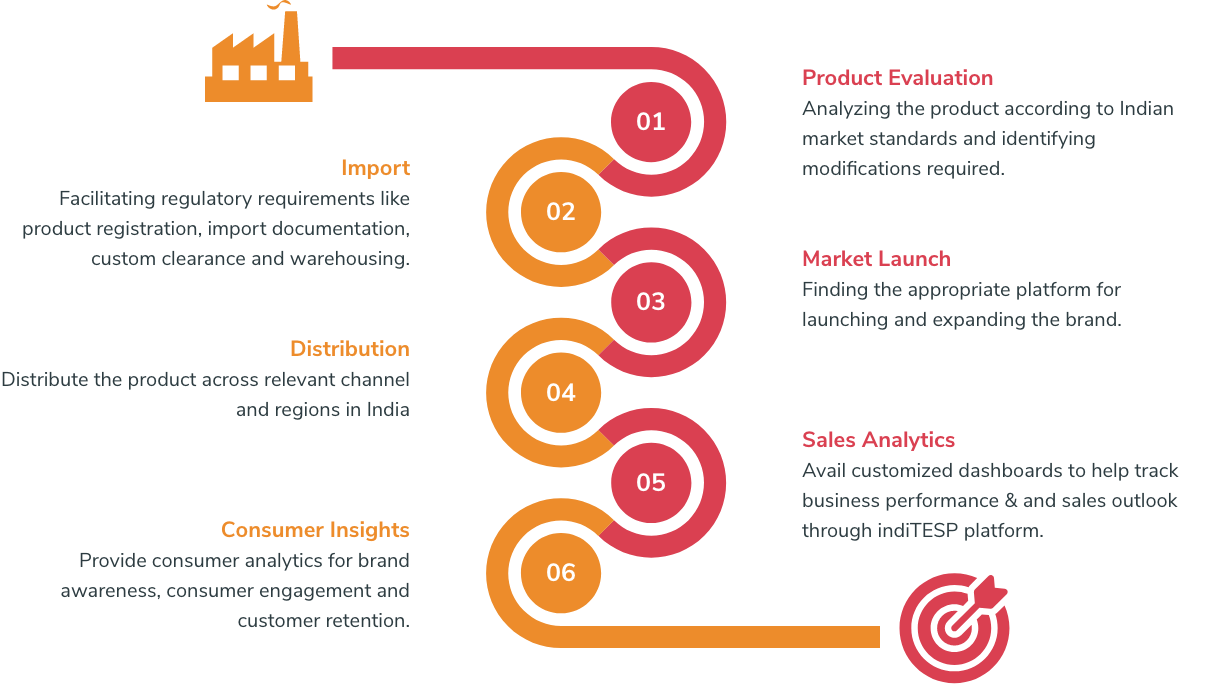 01
Product Evaluation
Analyzing the product according to Indian
market standards and identifying
modifications required.
02
Import
Facilitating regulatory requirements like
product registration, import documentation,
custom clearance and warehousing.
03
Market Launch
Finding the appropriate platform for
launching and expanding the brand.
04
Distribution
Distribute the product across relevant channel
and regions in India
05
Sales Analytics
Avail customized dashboards to help track
business performance & and sales outlook
through indiTESP platform.
06
Consumer Insights
Provide consumer analytics for brand
awareness, consumer engagement and
customer retention.